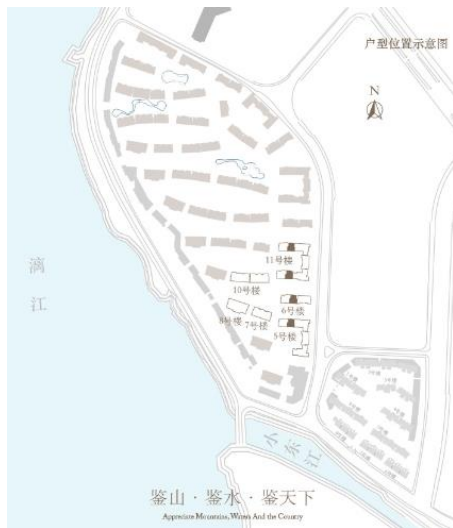 户型位置示意图
N
漓江
11号楼
10号楼
6号楼
8号楼
7号楼
5号楼
小东江
鉴山·鉴水·鉴天下
Appreciate Mountains, Waters And the Country